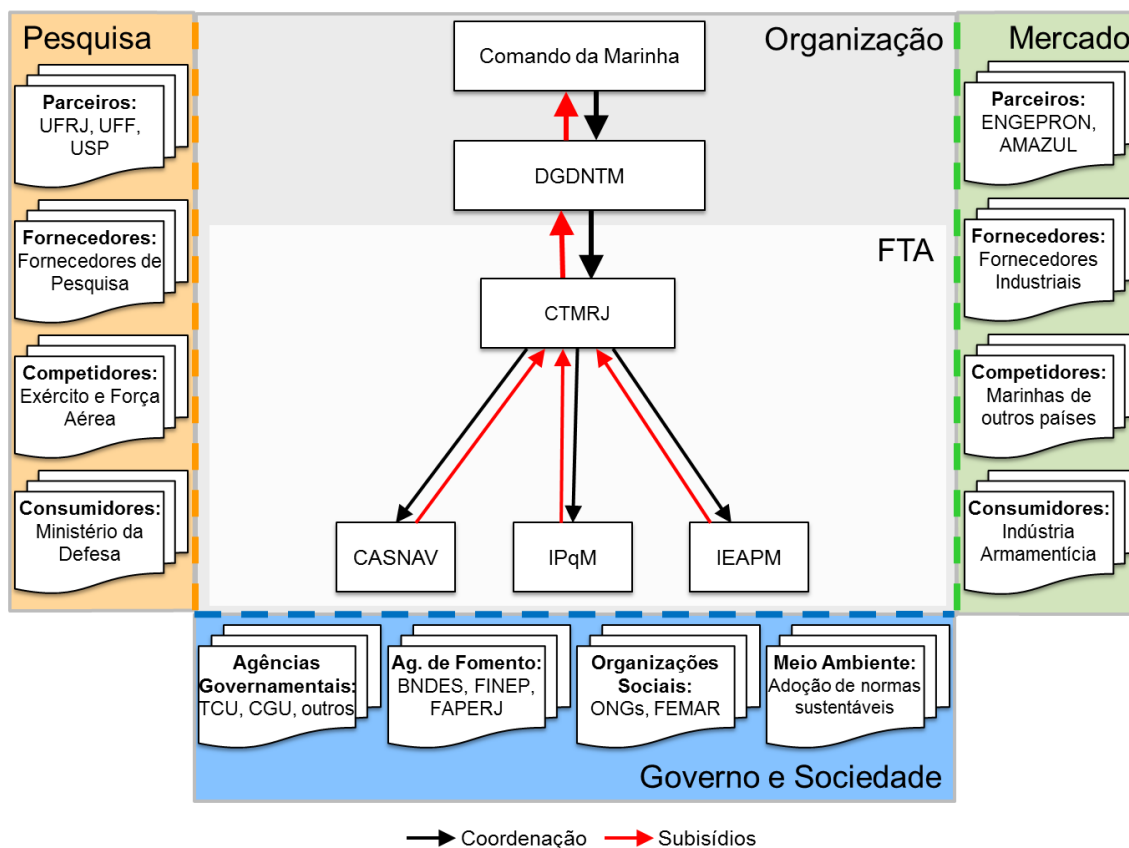 Pesquisa
Parceiros:
UFRJ, UFF,
USP
Fornecedores:
Fornecedores de
Pesquisa
Competidores:
Exército e Força
Aérea
Consumidores:
Ministério da
Defesa
Organização
Comando da Marinha
DGDNTM
FTA
CTMRJ
CASNAV
IPqM
IEAPM
Mercado
Parceiros:
ENGEPRON,
AMAZUL
Fornecedores:
Fornecedores
Industriais
Competidores:
Marinhas de
outros países
Consumidores:
Indústria
Armamentícia
Agências
Governamentais:
TCU, CGU, outros
Ag. de Fomento:
BNDES, FINEP,
FAPERJ
Organizações
Sociais:
ONGs, FEMAR
Meio Ambiente:
Adoção de normas
sustentáveis
Governo e Sociedade
Coordenação
Subisídios